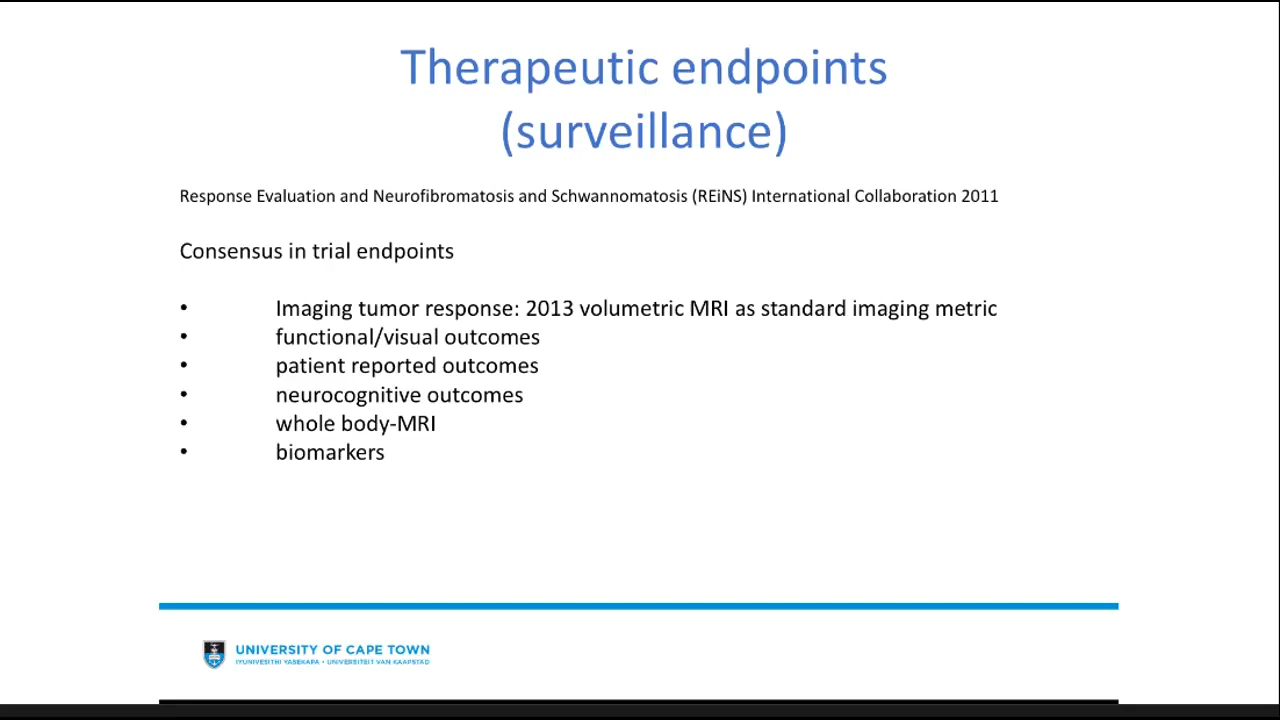 Therapeutic endpoints
(surveillance)
Response Evaluation and Neurofibromatosis and Schwannomatosis (REiNS) International Collaboration 2011
Consensus in trial endpoints
• Imaging tumor response: 2013 volumetric MRI as standard imaging metric
• functional/visual outcomes
• patient reported outcomes
• neurocognitive outcomes
• whole body-MRI
• biomarkers
UNIVERSITY OF CAPE TOWN
IYUNIVESITHI YASEKAPA • UNIVERSITEIT VAN KAAPSTAD